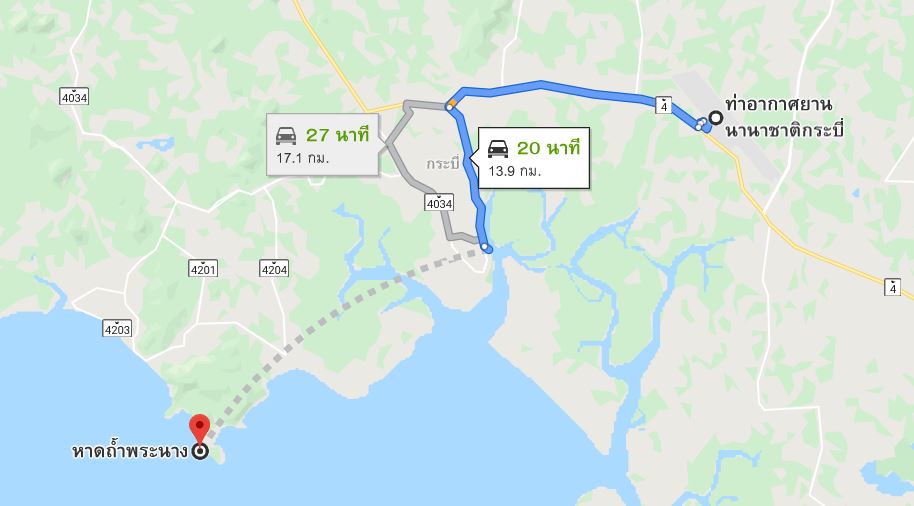 4034
4
ท่าอากาศยาน
นานาชาติกระบี่
27 นาที
17.1 กม.
20 นาที
13.9 กม.
กระบี่
4034
4201
4204
4
4203
หาดถ้ำพระนาง